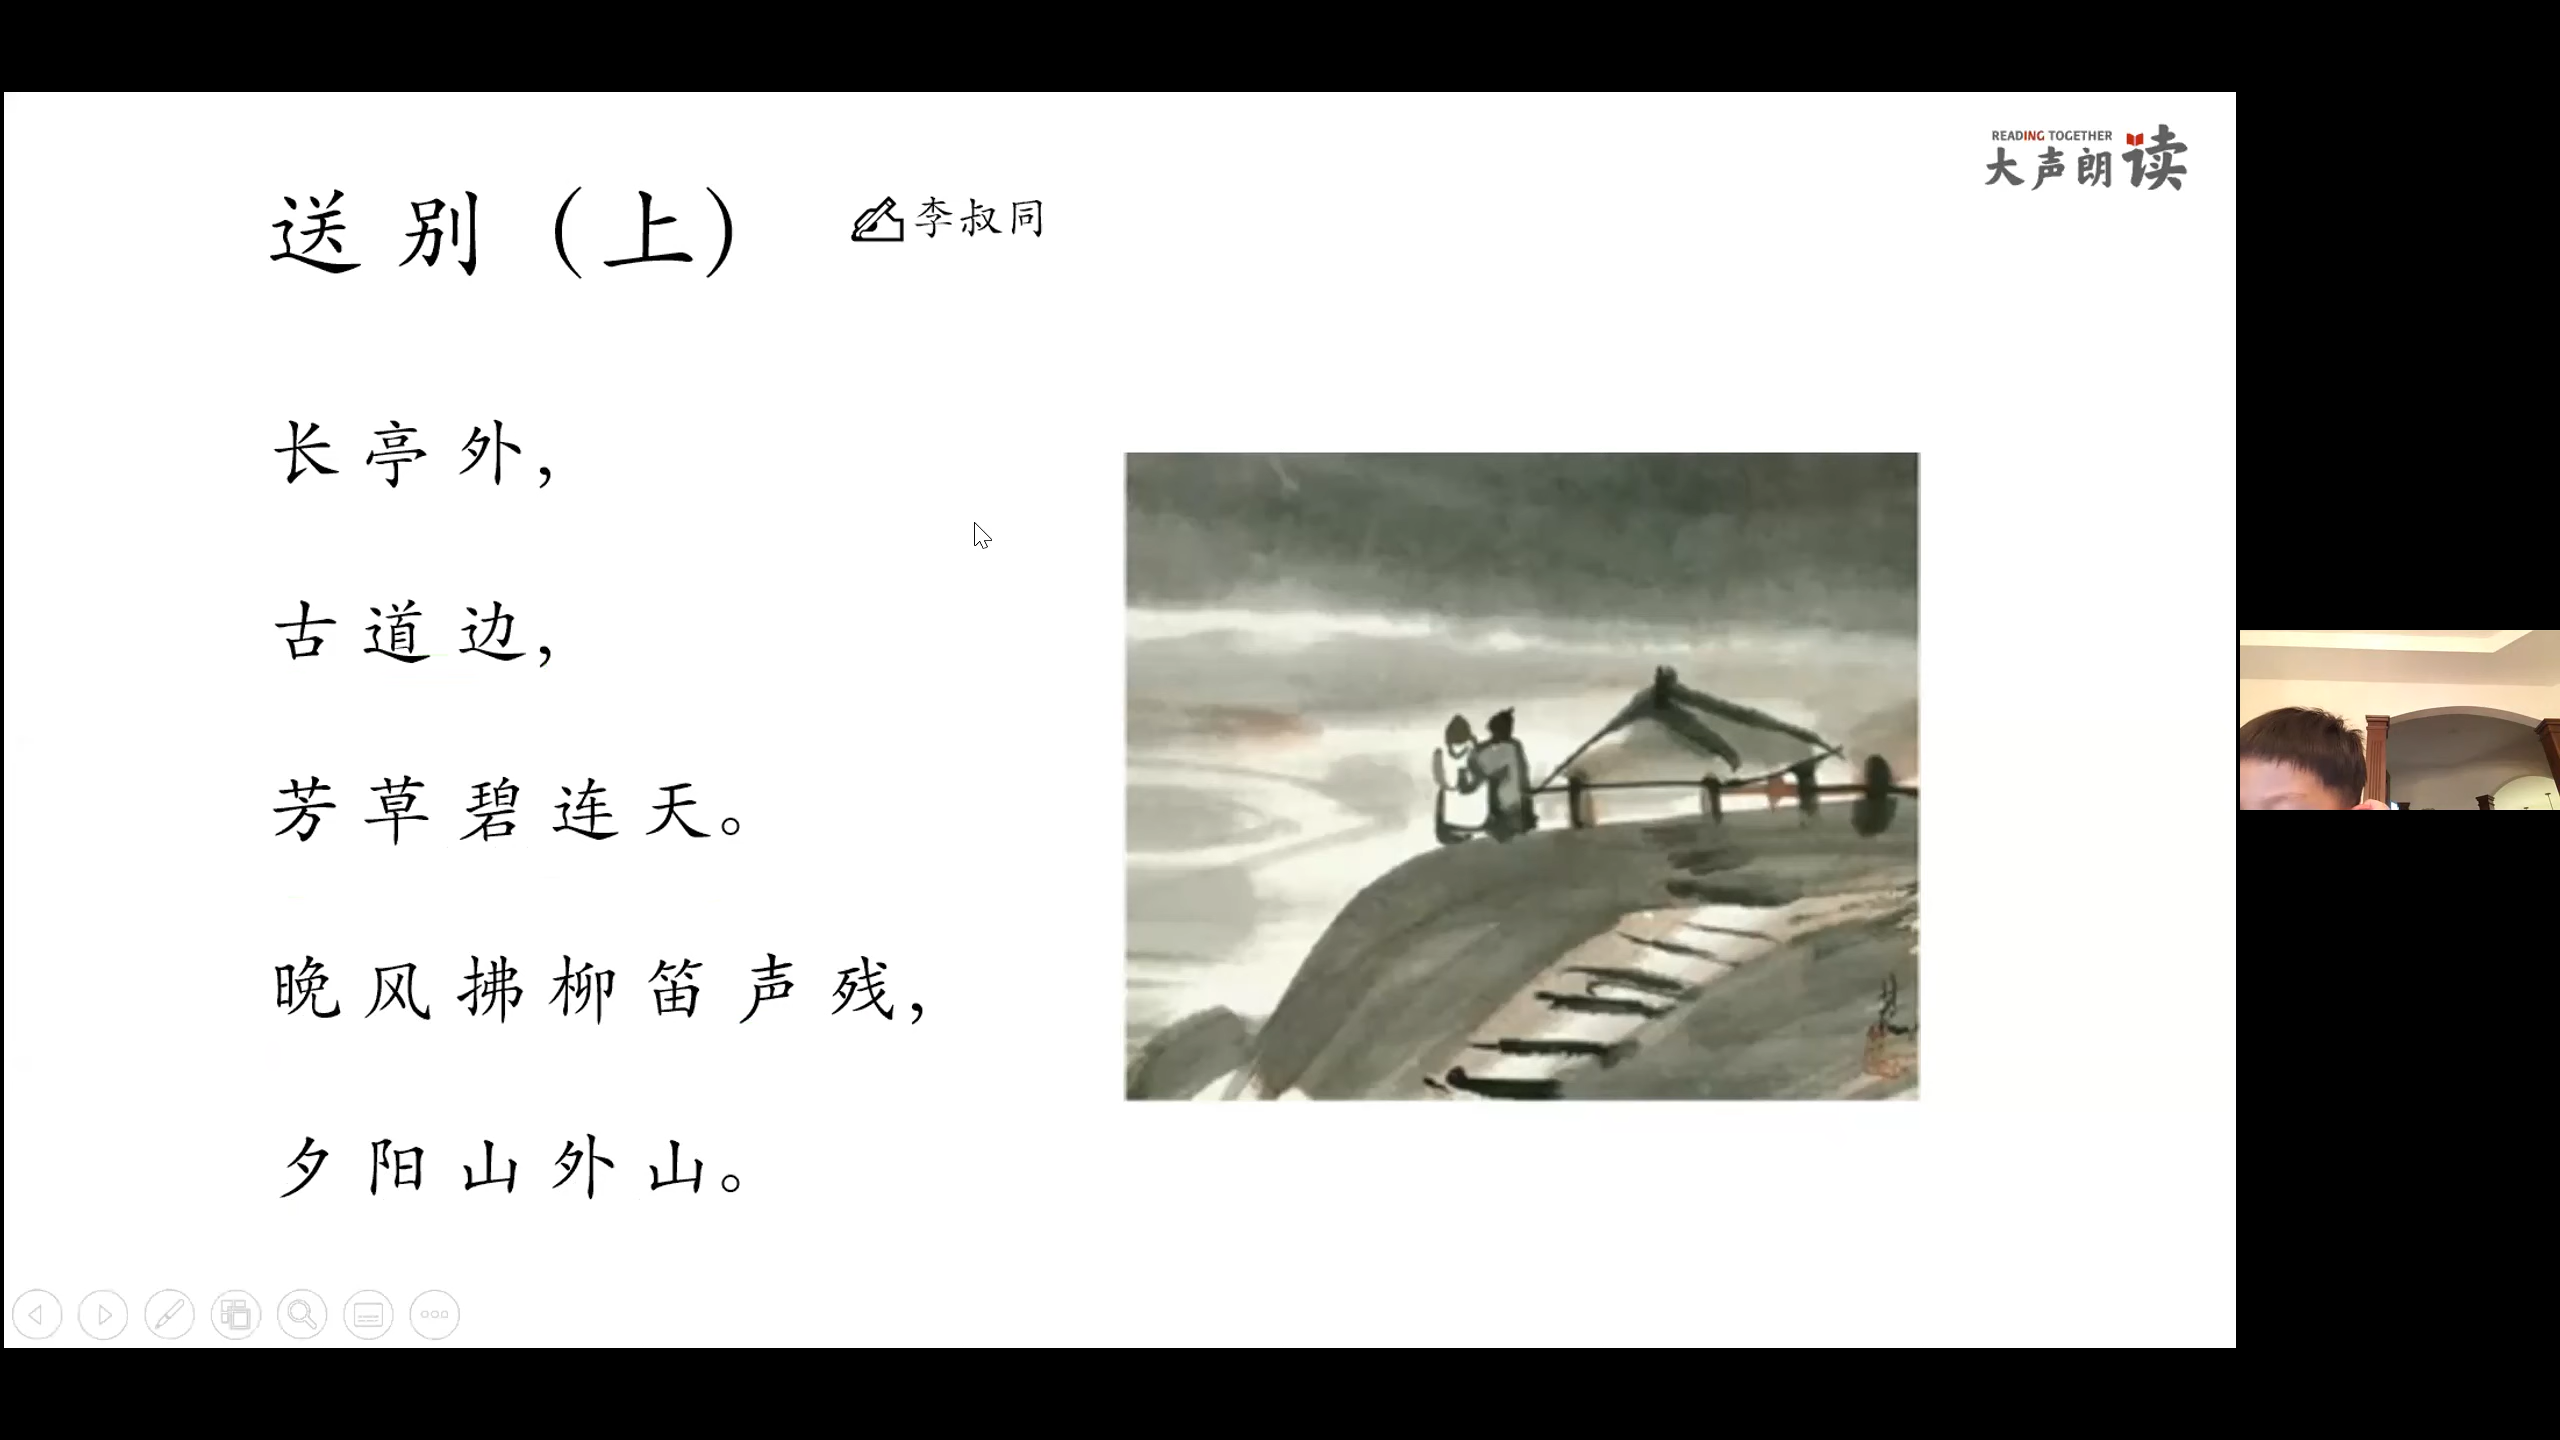 READING TOGETHER
大声朗读
送别（上）
李叔同
长亭外，
古道边，
芳草碧连天。
晚风拂柳笛声残，
夕阳山外山。